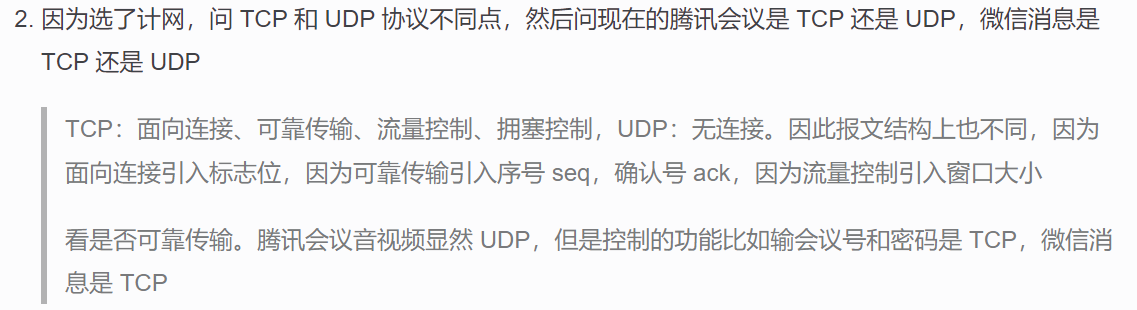 2. 因为选了计网，问 TCP 和 UDP 协议不同点，然后问现在的腾讯会议是 TCP 还是 UDP，微信消息是
TCP 还是 UDP
TCP：面向连接、可靠传输、流量控制、拥塞控制，UDP：无连接。因此报文结构上也不同，因为
面向连接引入标志位，因为可靠传输引入序号 seq，确认号 ack，因为流量控制引入窗口大小
看是否可靠传输。腾讯会议音视频显然 UDP，但是控制的功能比如输会议号和密码是 TCP，微信消
息是 TCP